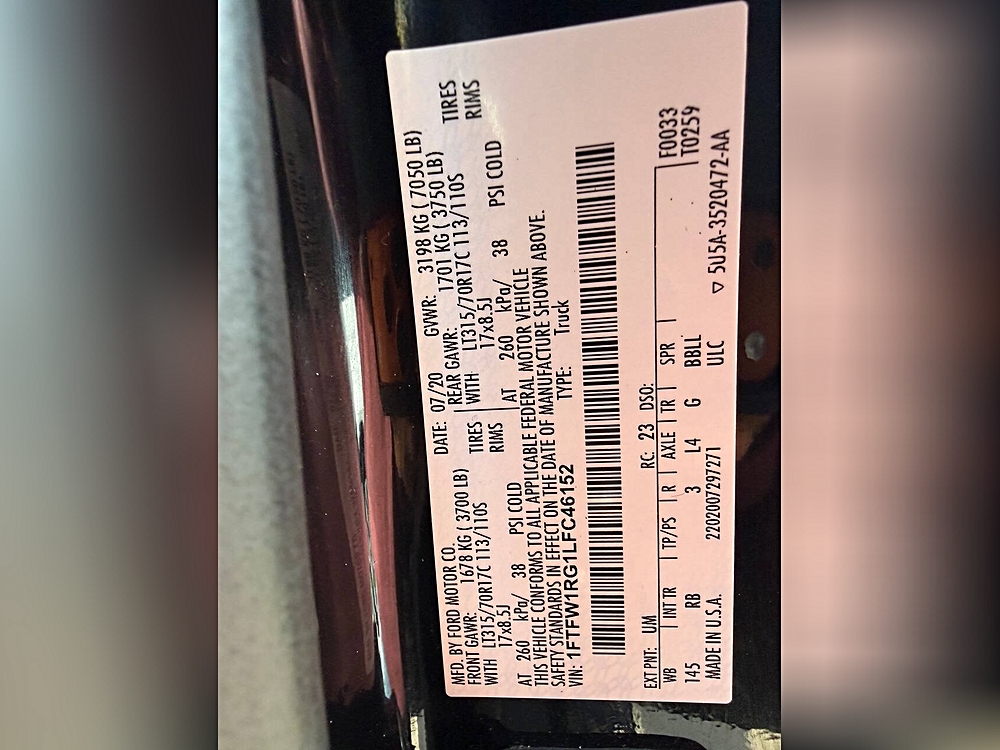 MFD. BY FORD MOTOR CO.
DATE: 07/20 GVWR: 3198 KG ( 7050 LB)
FRONT GAWR: 1678 KG ( 3700 LB) REAR GAWR: 1701 KG ( 3750 LB)
WITH LT315/70R17C 113/110S TIRES WITH LT315/70R17C 113/110S TIRES
17x8.5J RIMS 17x8.5J RIMS
AT 260 kPa/ 38 PSI COLD AT 260 kPa/ 38 PSI COLD
THIS VEHICLE CONFORMS TO ALL APPLICABLE FEDERAL MOTOR VEHICLE
SAFETY STANDARDS IN EFFECT ON THE DATE OF MANUFACTURE SHOWN ABOVE.
VIN: 1FTFW1RG1LFC46152 TYPE: Truck
EXT PNT: UM RC: 23 DSO: F0033
WB INT TR TP/PS R AXLE TR SPR T0259
145 RB 3 L4 G BBLL
MADE IN U.S.A. 2202007297271 ULC ▽ 5U5A-3520472-AA